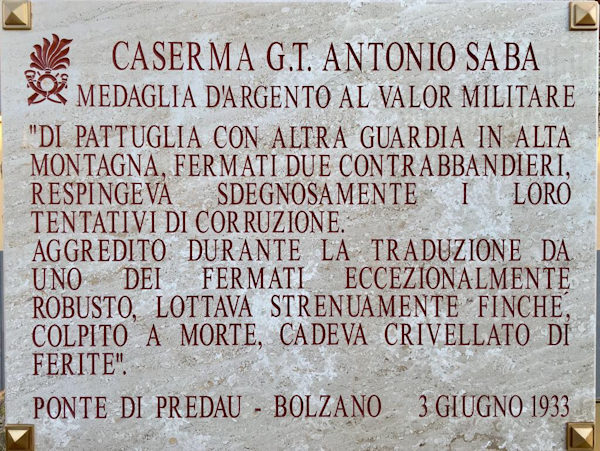 CASERMA G.T. ANTONIO SABA
MEDAGLIA D'ARGENTO AL VALOR MILITARE
"DI PATTUGLIA CON ALTRA GUARDIA IN ALTA
MONTAGNA, FERMATI DUE CONTRABBANDIERI,
RESPINGEVA SDEGNOSAMENTE I LORO
TENTATIVI DI CORRUZIONE.
AGGREDITO DURANTE LA TRADUZIONE DA
UNO DEI FERMATI ECCEZIONALMENTE
ROBUSTO, LOTTAVA STRENUAMENTE FINCHÉ,
COLPITO A MORTE, CADEVA CRIVELLATO DI
FERITE".
PONTE DI PREDAU - BOLZANO 3 GIUGNO 1933